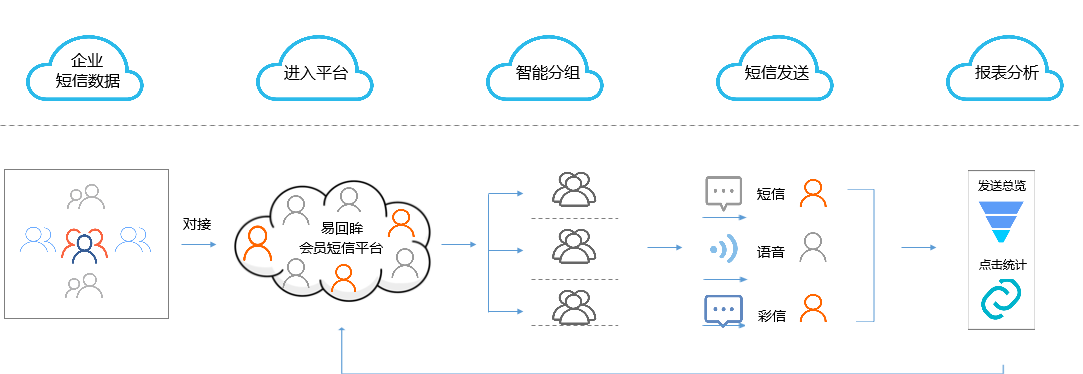 企业
短信数据
进入平台
智能分组
短信发送
报表分析
对接
易回眸
会员短信平台
短信
语音
彩信
发送总览
点击统计